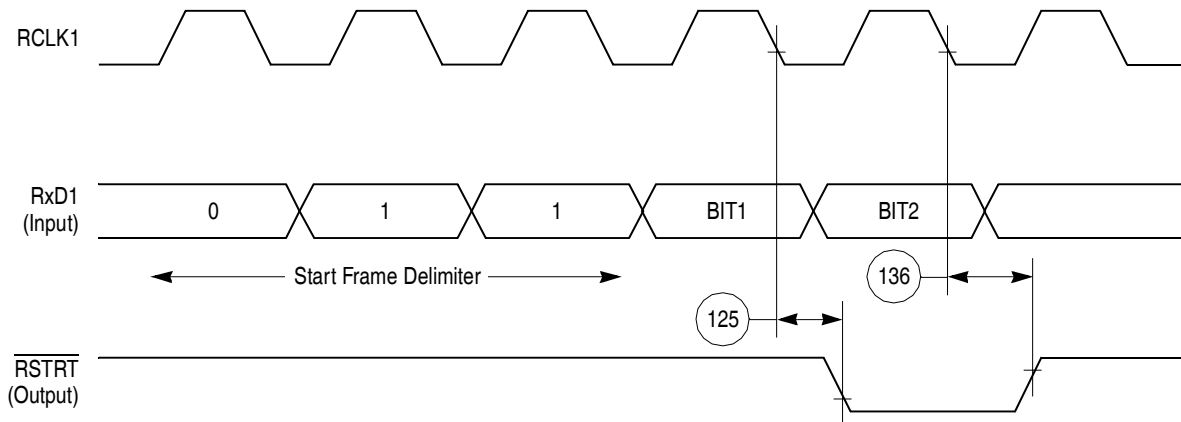 RCLK1
RxD1
(Input)
0
1
1
BIT1
BIT2
Start Frame Delimiter
136
125
RSTRT
(Output)